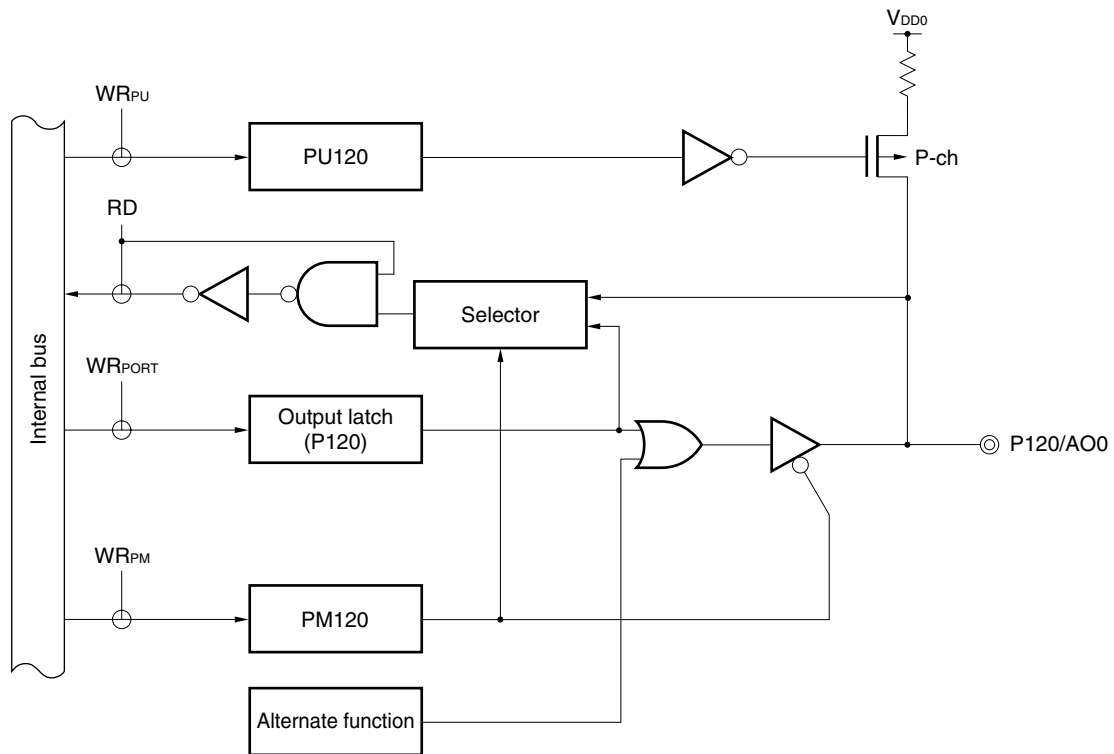 VDD0
WRPU
PU120
P-ch
RD
Selector
Internal bus
WRPORT
Output latch
(P120)
P120/AO0
WRPM
PM120
Alternate function